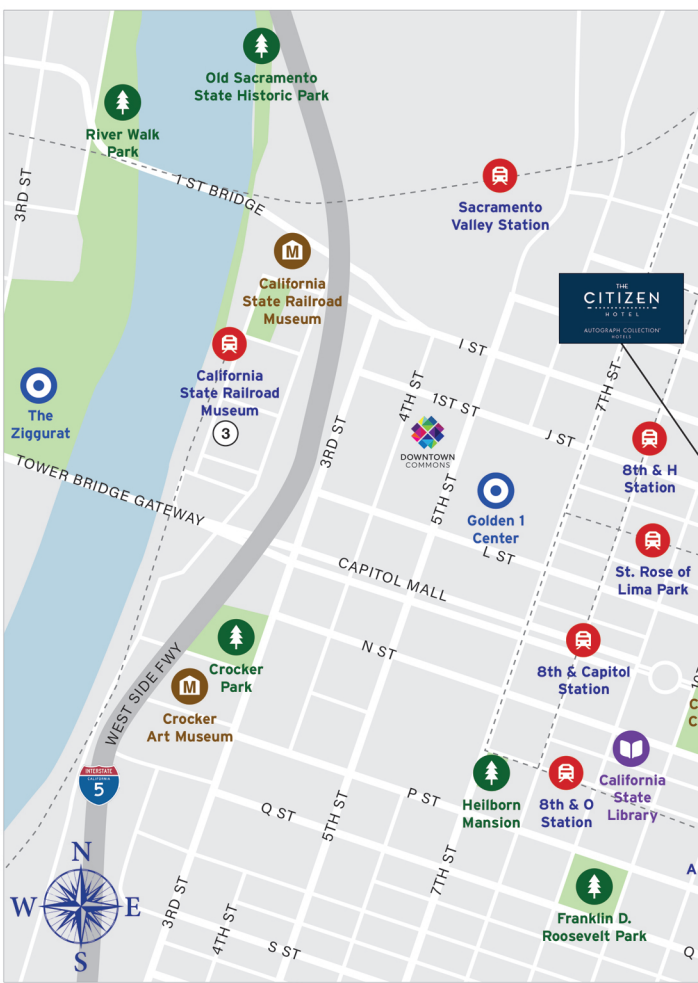 Old Sacramento
State Historic Park
River Walk
Park
3RD ST
1 ST BRIDGE
Sacramento
Valley Station
M
California
State Railroad
Museum
THE
CITIZEN
HOTEL
AUTOGRAPH COLLECTION®
HOTELS
I ST
California
State Railroad
Museum
3
The
Ziggurat
7TH ST
4TH ST
1ST ST
J ST
3RD ST
DOWNTOWN
COMMONS
8th & H
Station
5TH ST
Golden 1
Center
TOWER BRIDGE GATEWAY
L ST
CAPITOL MALL
St. Rose of
Lima Park
N ST
Crocker
Park
8th & Capitol
Station
WEST SIDE FWY
M
Crocker
Art Museum
C
C
INTERSTATE
CALIFORNIA
5
Heilborn
Mansion
8th & O
Station
California
State
Library
P ST
Q ST
5TH ST
7TH ST
A
N
W
E
S
3RD ST
4TH ST
S ST
Franklin D.
Roosevelt Park
Q